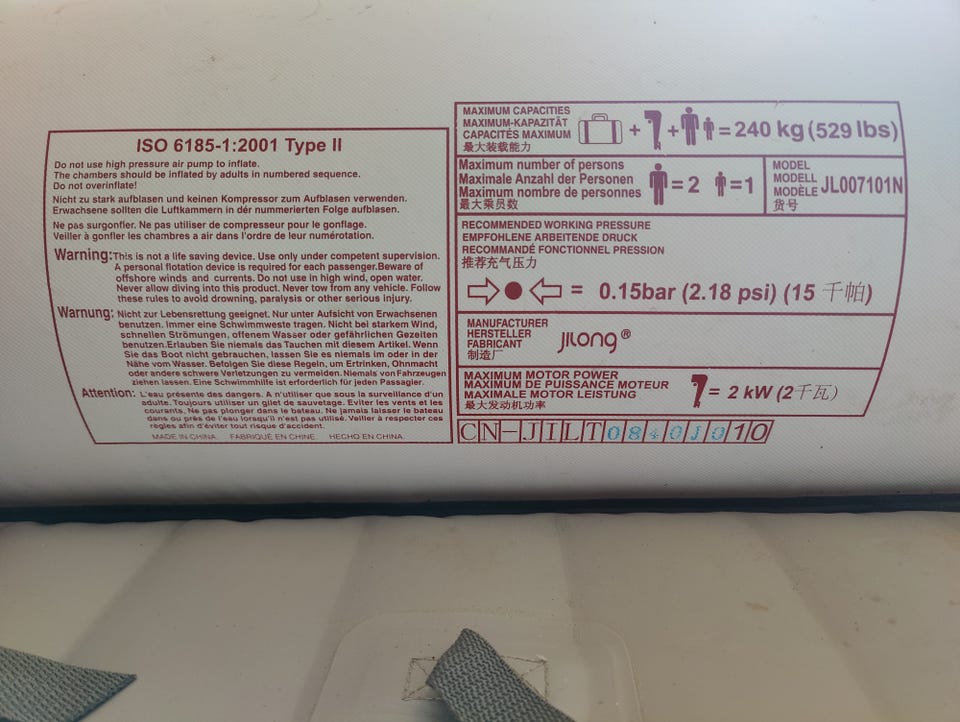 ISO 6185-1:2001 Type II
Do not use high pressure air pump to inflate.
The chambers should be inflated by adults in numbered sequence.
Do not overinflate!
Nicht zu stark aufblasen und keinen Kompressor zum Aufblasen verwenden.
Erwachsene sollten die Luftkammern in dér nummerierten Folge aufblasen.
Ne pas surgonfler. Ne pas utiliser de compresseur pour le gonflage.
Veiller à gonfler les chambres a air dans l'ordre de leur numérotation.
Warning: This is not a life saving device. Use only under competent supervision.
A personal flotation device is required for each passenger.Beware of
offshore winds and currents. Do not use in high wind, open water.
Never allow diving into this product. Never tow from any vehicle. Follow
these rules to avoid drowning, paralysis or other serious injury.
Warnung: Nicht zur Lebensrettung geeignet. Nur unter Aufsicht von Erwachsenen
benutzen. Immer eine Schwimmweste tragen. Nicht bei starkem Wind,
schnellen Strömungen, offenem Wasser oder gefährlichen Gezeiten
benutzen.Erlauben Sie niemals das Tauchen mit diesem Artikel. Wenn
Sie das Boot nicht gebrauchen, lassen Sie es niemals im oder in der
Nähe vom Wasser. Befolgen Sie diese Regeln, um Ertrinken, Ohnmacht
oder andere schwere Verletzungen zu vermeiden. Niemals von Fahrzeugen
ziehen lassen. Eine Schwimmhilfe ist erforderlich für jeden Passagier.
Attention: L'eau présente des dangers. A n'utiliser que sous la surveillance d'un
adulte. Toujours utiliser un gilet de sauvetage. Eviter les vents et les
courants. Ne pas plonger dans le bateau. Ne jamais laisser le bateau
dans ou près de l'eau lorsqu'il n'est pas utilisé. Veiller à respecter ces
règles afin d'éviter tout risque d'accident.
MADE IN CHINA. FABRIQUÉ EN CHINE. HECHO EN CHINA.
MAXIMUM CAPACITIES
MAXIMUM-KAPAZITÄT
CAPACITÉS MAXIMUM
最大装载能力
+ + = 240 kg (529 lbs)
Maximum number of persons
Maximale Anzahl der Personen
Maximum nombre de personnes
最大乘员数
= 2 = 1
MODEL
MODELL
MODÈLE
货号
JL007101N
RECOMMENDED WORKING PRESSURE
EMPFOHLENE ARBEITENDE DRUCK
RECOMMANDÉ FONCTIONNEL PRESSION
推荐充气压力
= 0.15bar (2.18 psi) (15 千帕)
MANUFACTURER
HERSTELLER
FABRICANT
制造厂
JiLong®
MAXIMUM MOTOR POWER
MAXIMUM DE PUISSANCE MOTEUR
MAXIMALE MOTOR LEISTUNG
最大发动机功率
= 2 kW (2千瓦)
CN-JILT0840J010